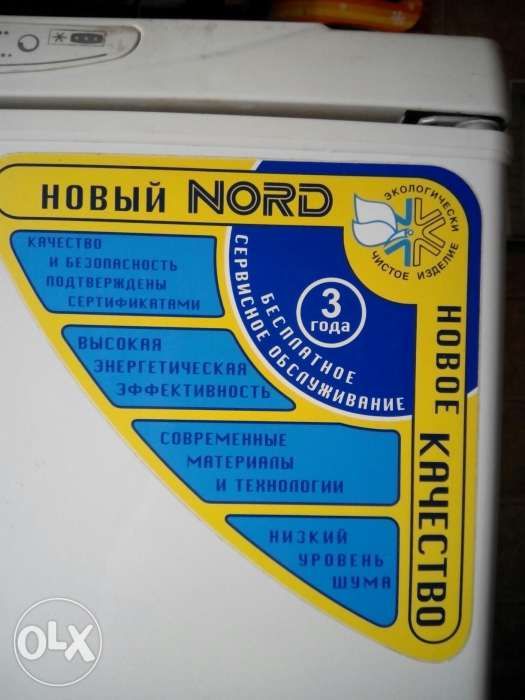 НОВЫЙ NORD
ЭКОЛОГИЧЕСКИ
ЧИСТОЕ ИЗДЕЛИЕ
КАЧЕСТВО
И БЕЗОПАСНОСТЬ
ПОДТВЕРЖДЕНЫ
СЕРТИФИКАТАМИ
3
ГОДА
БЕСПЛАТНОЕ
СЕРВИСНОЕ ОБСЛУЖИВАНИЕ
ВЫСОКАЯ
ЭНЕРГЕТИЧЕСКАЯ
ЭФФЕКТИВНОСТЬ
НОВОЕ КАЧЕСТВО
СОВРЕМЕННЫЕ
МАТЕРИАЛЫ
И ТЕХНОЛОГИИ
НИЗКИЙ
УРОВЕНЬ
ШУМА
OLX